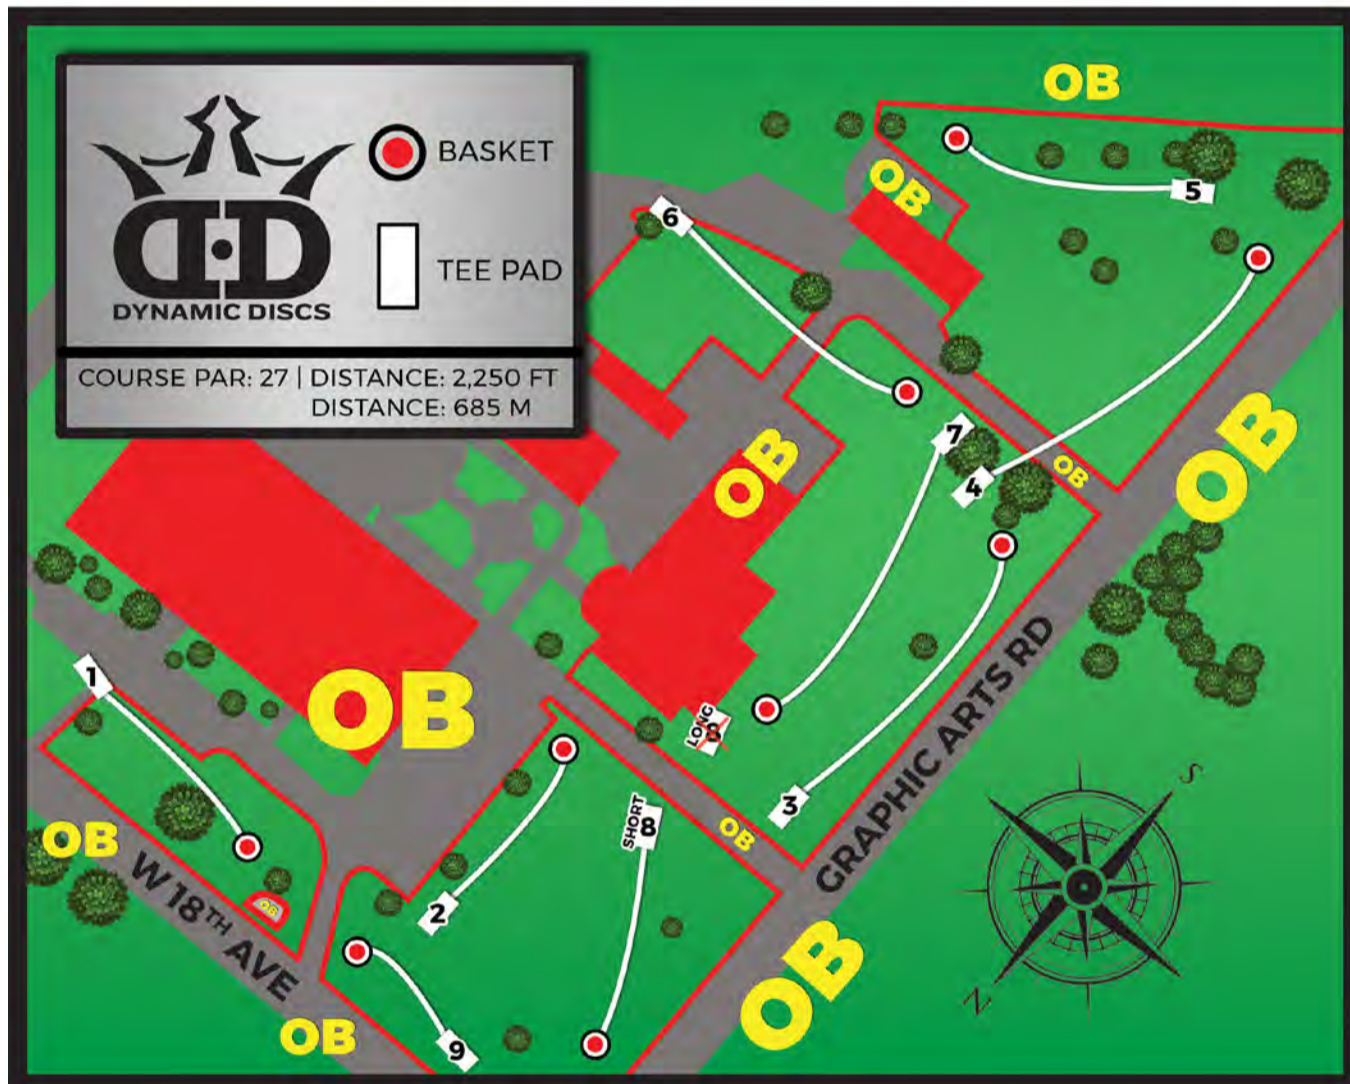 DYNAMIC DISCS
BASKET
TEE PAD
COURSE PAR: 27 | DISTANCE: 2,250 FT
DISTANCE: 685 M
OB
5
OB
6
7
4
OB
OB
OB
1
OB
LONG
8
3
GRAPHIC ARTS RD
SHORT
8
OB
2
OB
W 18TH AVE
OB
9
OB
OB
S
N